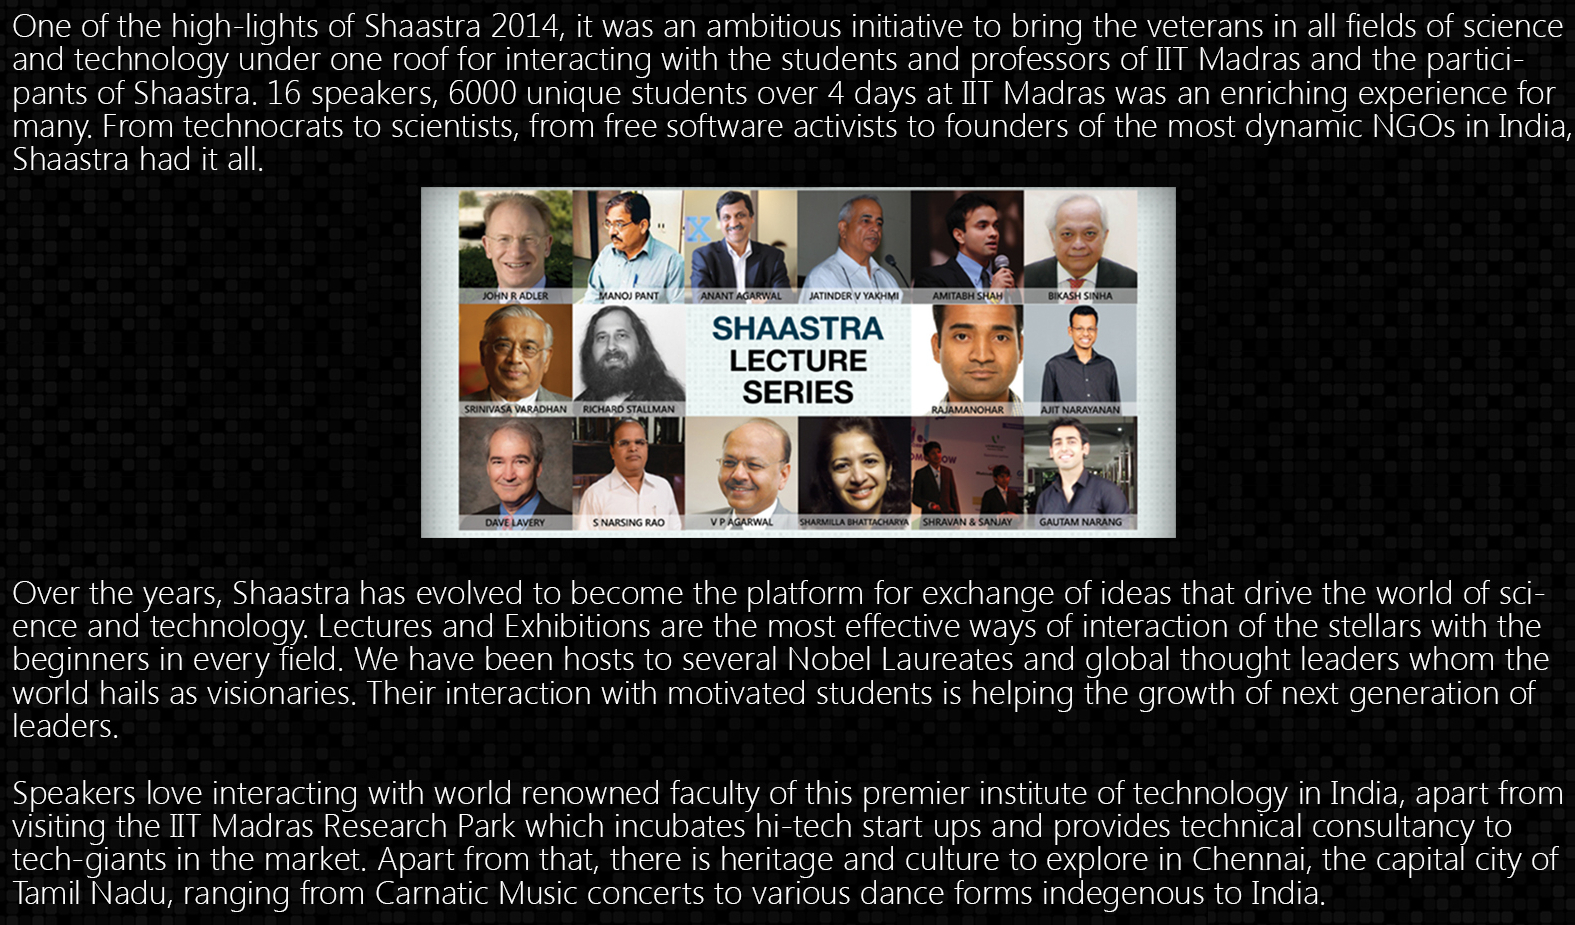 One of the high-lights of Shaastra 2014, it was an ambitious initiative to bring the veterans in all fields of science
and technology under one roof for interacting with the students and professors of IIT Madras and the partici-
pants of Shaastra. 16 speakers, 6000 unique students over 4 days at IIT Madras was an enriching experience for
many. From technocrats to scientists, from free software activists to founders of the most dynamic NGOs in India,
Shaastra had it all.
JOHN R ADLER MANOJ PANT ANANT AGARWAL JATINDER V YAKHMI AMITABH SHAH BIKASH SINHA
SHAASTRA
LECTURE
SERIES
SRINIVASA VARADHAN RICHARD STALLMAN RAJAMANOHAR AJIT NARAYANAN
DAVE LAVERY S NARSING RAO V P AGARWAL SHARMILLA BHATTACHARYA SHRAVAN & SANJAY GAUTAM NARANG
Over the years, Shaastra has evolved to become the platform for exchange of ideas that drive the world of sci-
ence and technology. Lectures and Exhibitions are the most effective ways of interaction of the stellars with the
beginners in every field. We have been hosts to several Nobel Laureates and global thought leaders whom the
world hails as visionaries. Their interaction with motivated students is helping the growth of next generation of
leaders.
Speakers love interacting with world renowned faculty of this premier institute of technology in India, apart from
visiting the IIT Madras Research Park which incubates hi-tech start ups and provides technical consultancy to
tech-giants in the market. Apart from that, there is heritage and culture to explore in Chennai, the capital city of
Tamil Nadu, ranging from Carnatic Music concerts to various dance forms indegenous to India.